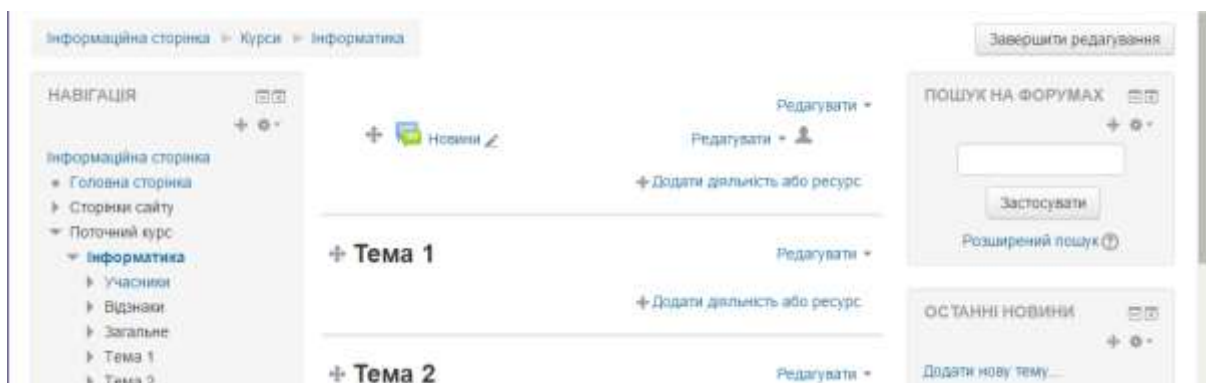 Інформаційна сторінка ► Курси ► Інформатика
Завершити редагування
НАВІГАЦІЯ
Інформаційна сторінка
Головна сторінка
Сторінки сайту
Поточний курс
Інформатика
Учасники
Відзнаки
Загальне
Тема 1
Тема 2
Редагувати
Новини
Редагувати
Додати діяльність або ресурс
Тема 1
Редагувати
Додати діяльність або ресурс
Тема 2
Редагувати
ПОШУК НА ФОРУМАХ
Застосувати
Розширений пошук
ОСТАННІ НОВИНИ
Додати нову тему...